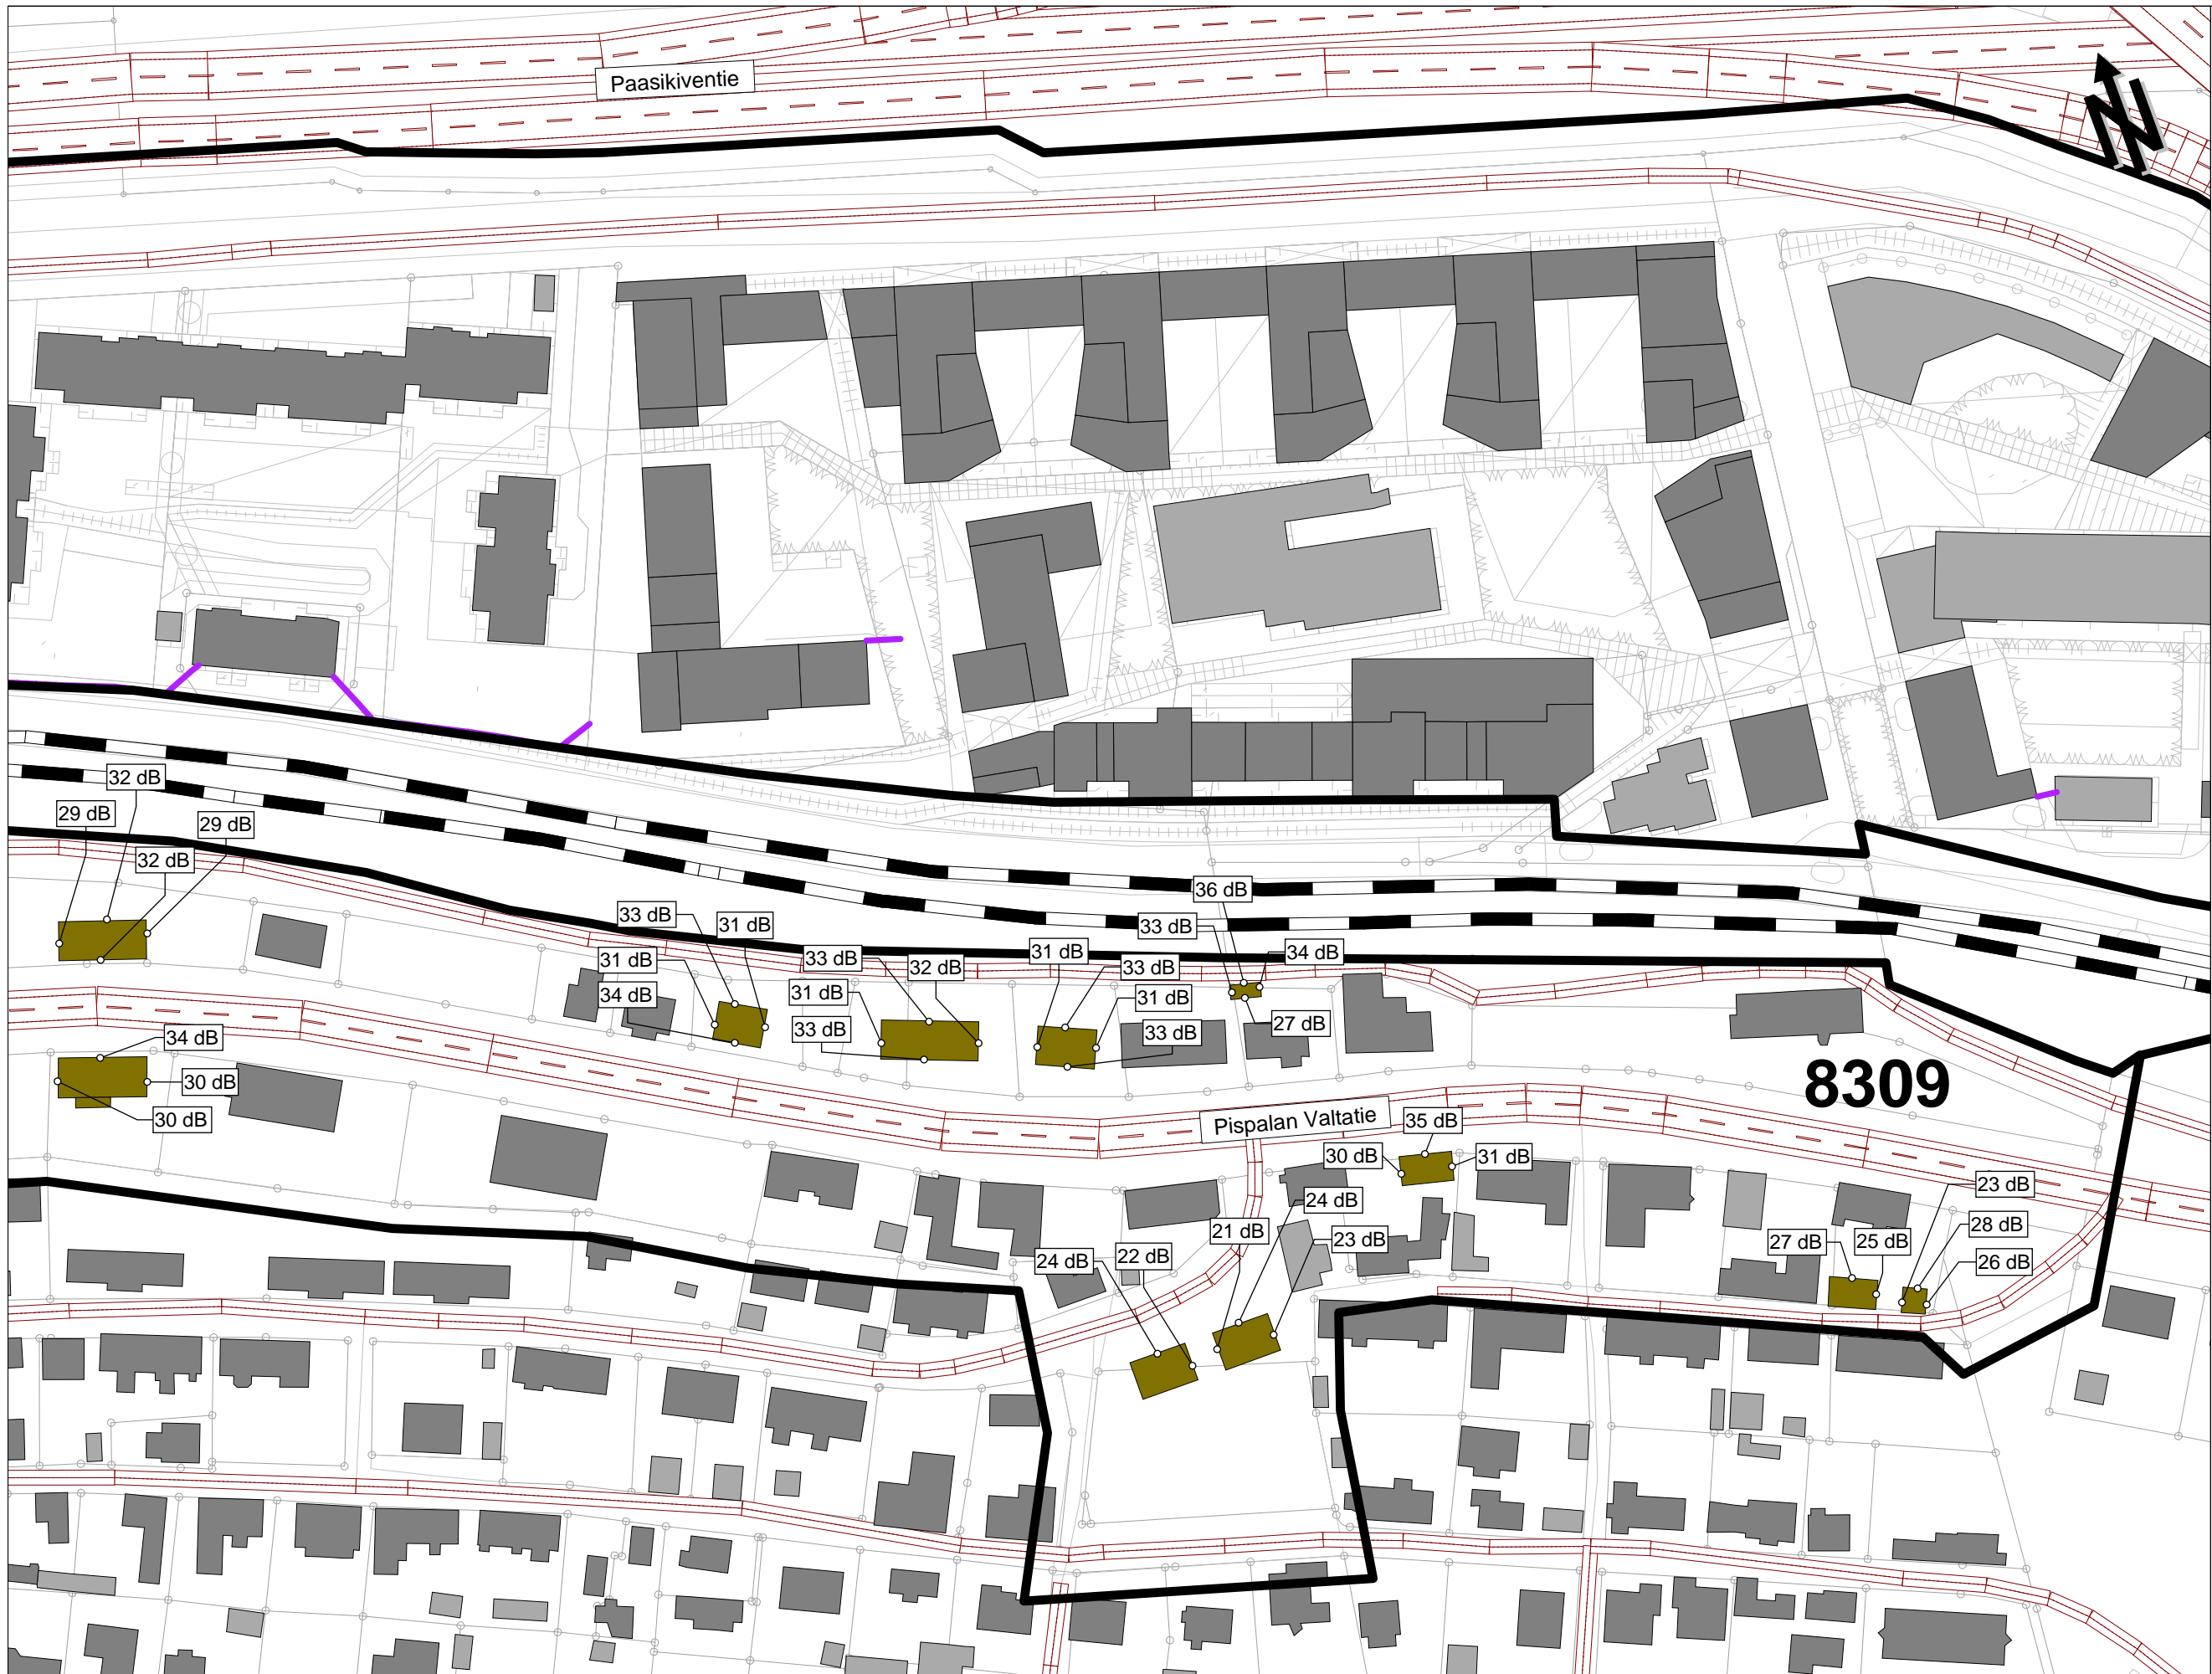 Paasikiventie
32 dB
29 dB
29 dB
32 dB
36 dB
33 dB
31 dB
33 dB
31 dB
33 dB
34 dB
31 dB
33 dB
32 dB
33 dB
34 dB
31 dB
31 dB
33 dB
27 dB
33 dB
34 dB
30 dB
30 dB
8309
Pispalan Valtatie
35 dB
30 dB
31 dB
23 dB
24 dB
28 dB
21 dB
23 dB
27 dB
25 dB
24 dB
22 dB
26 dB